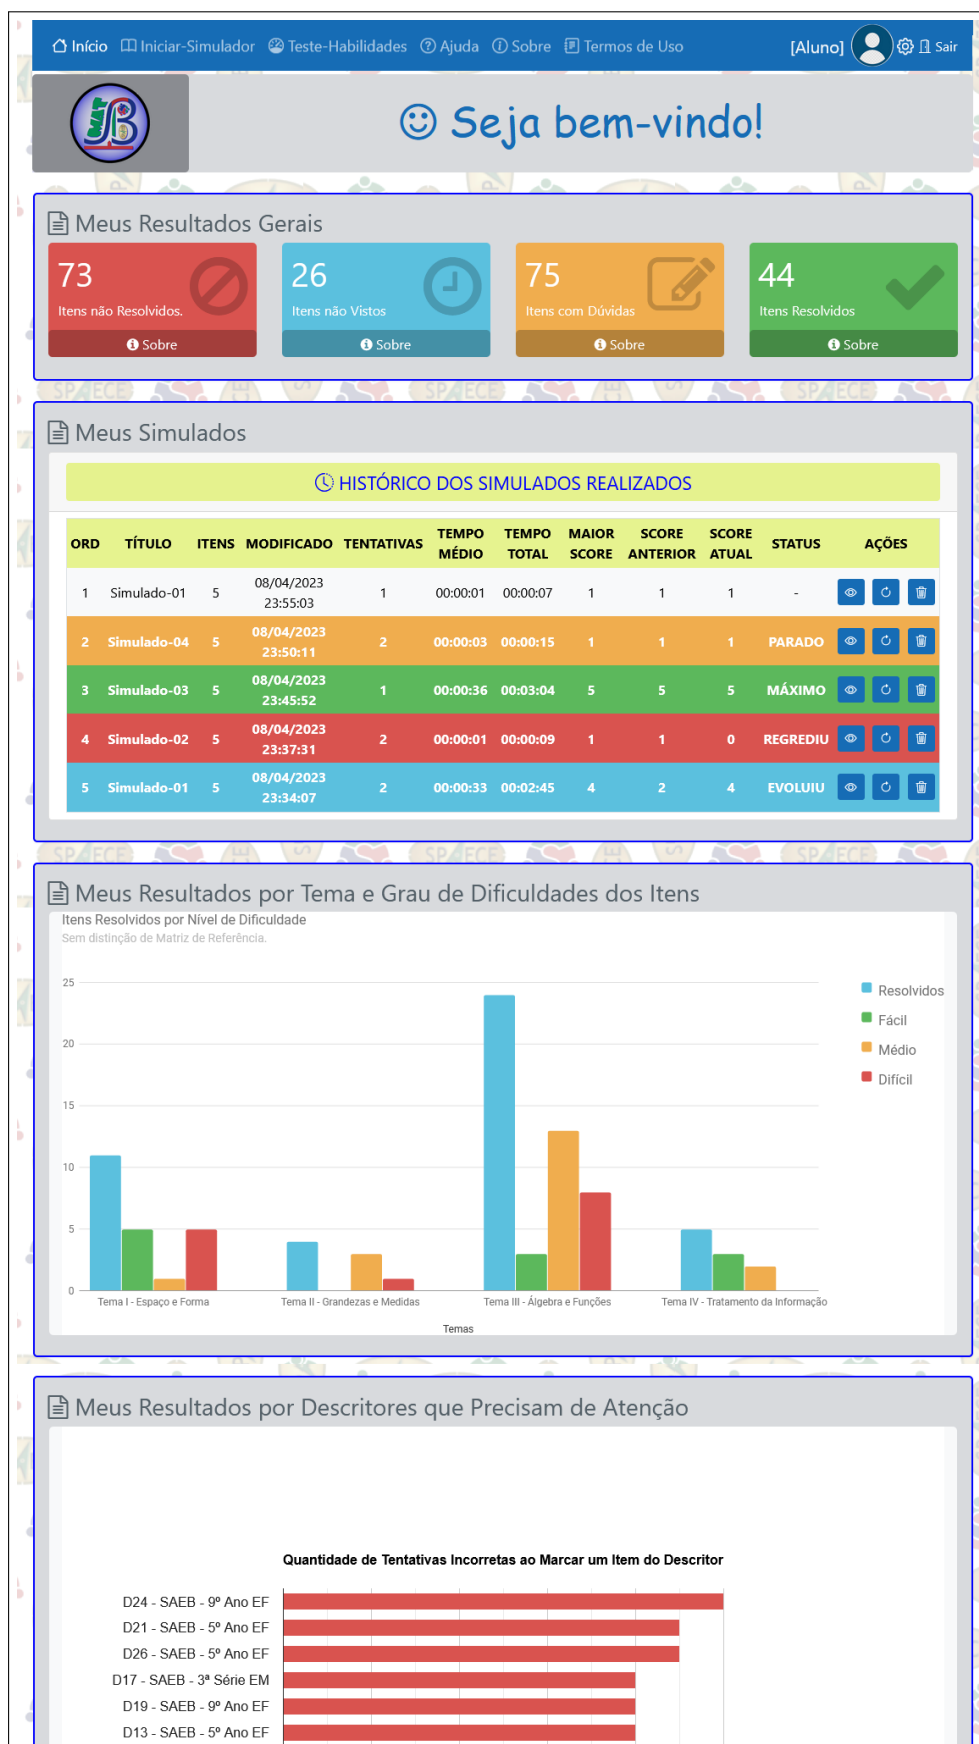 Início Iniciar-Simulador Teste-Habilidades Ajuda Sobre Termos de Uso [Aluno] Sair
Seja bem-vindo!
Meus Resultados Gerais
73
Itens não Resolvidos.
Sobre
26
Itens não Vistos
Sobre
75
Itens com Dúvidas
Sobre
44
Itens Resolvidos
Sobre
Meus Simulados
HISTÓRICO DOS SIMULADOS REALIZADOS
ORD TÍTULO ITENS MODIFICADO TENTATIVAS TEMPO MÉDIO TEMPO TOTAL MAIOR SCORE SCORE ANTERIOR SCORE ATUAL STATUS AÇÕES
1 Simulado-01 5 08/04/2023 23:55:03 1 00:00:01 00:00:07 1 1 1 -
2 Simulado-04 5 08/04/2023 23:50:11 2 00:00:03 00:00:15 1 1 1 PARADO
3 Simulado-03 5 08/04/2023 23:45:52 1 00:00:36 00:03:04 5 5 5 MÁXIMO
4 Simulado-02 5 08/04/2023 23:37:31 2 00:00:01 00:00:09 1 1 0 REGREDIU
5 Simulado-01 5 08/04/2023 23:34:07 2 00:00:33 00:02:45 4 2 4 EVOLUIU
Meus Resultados por Tema e Grau de Dificuldades dos Itens
Itens Resolvidos por Nível de Dificuldade
Sem distinção de Matriz de Referência.
25
20
15
10
5
0
Resolvidos
Fácil
Médio
Difícil
Tema I - Espaço e Forma
Tema II - Grandezas e Medidas
Tema III - Álgebra e Funções
Tema IV - Tratamento da Informação
Temas
Meus Resultados por Descritores que Precisam de Atenção
Quantidade de Tentativas Incorretas ao Marcar um Item do Descritor
D24 - SAEB - 9º Ano EF
D21 - SAEB - 5º Ano EF
D26 - SAEB - 5º Ano EF
D17 - SAEB - 3ª Série EM
D19 - SAEB - 9º Ano EF
D13 - SAEB - 5º Ano EF